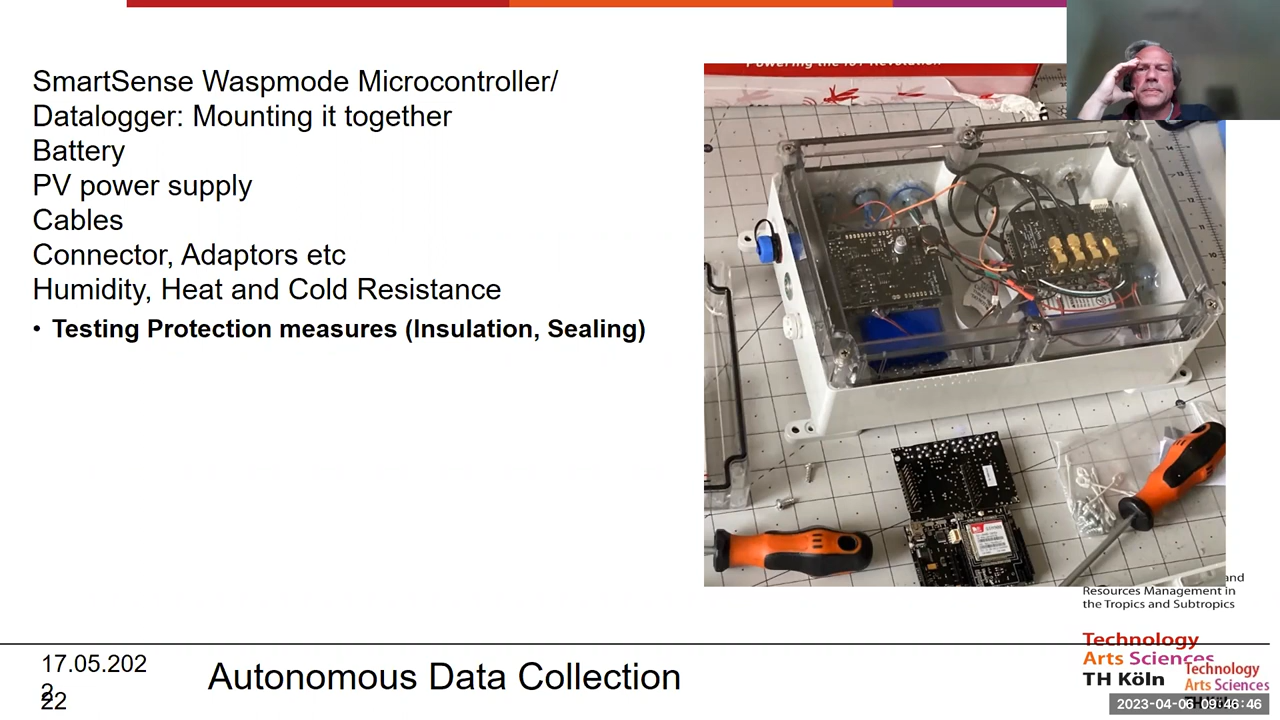 Powering the IoT Revolution
SmartSense Waspmode Microcontroller/
Datalogger: Mounting it together
Battery
PV power supply
Cables
Connector, Adaptors etc
Humidity, Heat and Cold Resistance
• Testing Protection measures (Insulation, Sealing)
and
Resources Management in
the Tropics and Subtropics
17.05.202
2
22
Autonomous Data Collection
Technology
Arts Sciences
TH Köln
Technology
Arts Sciences
TH Köln
2023-04-06 09:46:46